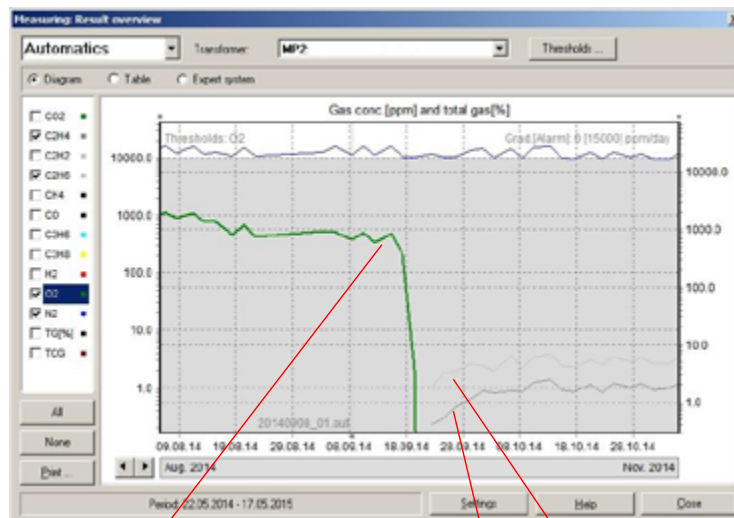 Measuring: Result overview
Automatics
Transformer:
MP2
Thresholds ...
Diagram
Table
Expert system
CO2
C2H4
C2H2
C2H6
CH4
CO
C3H6
C3H8
H2
O2
N2
TG[%]
TCG
All
None
Print ...
Gas conc [ppm] and total gas[%]
Thresholds: O2
Grad [Alarm]: 0 [15000] ppm/day
10000.0
1000.0
100.0
10.0
1.0
10000.0
1000.0
100.0
10.0
1.0
20140908_01.aut
09.08.14 19.08.14 29.08.14 08.09.14 18.09.14 28.09.14 08.10.14 18.10.14 28.10.14
Aug. 2014
Nov. 2014
Period: 22.05.2014 - 17.05.2015
Settings
Help
Close